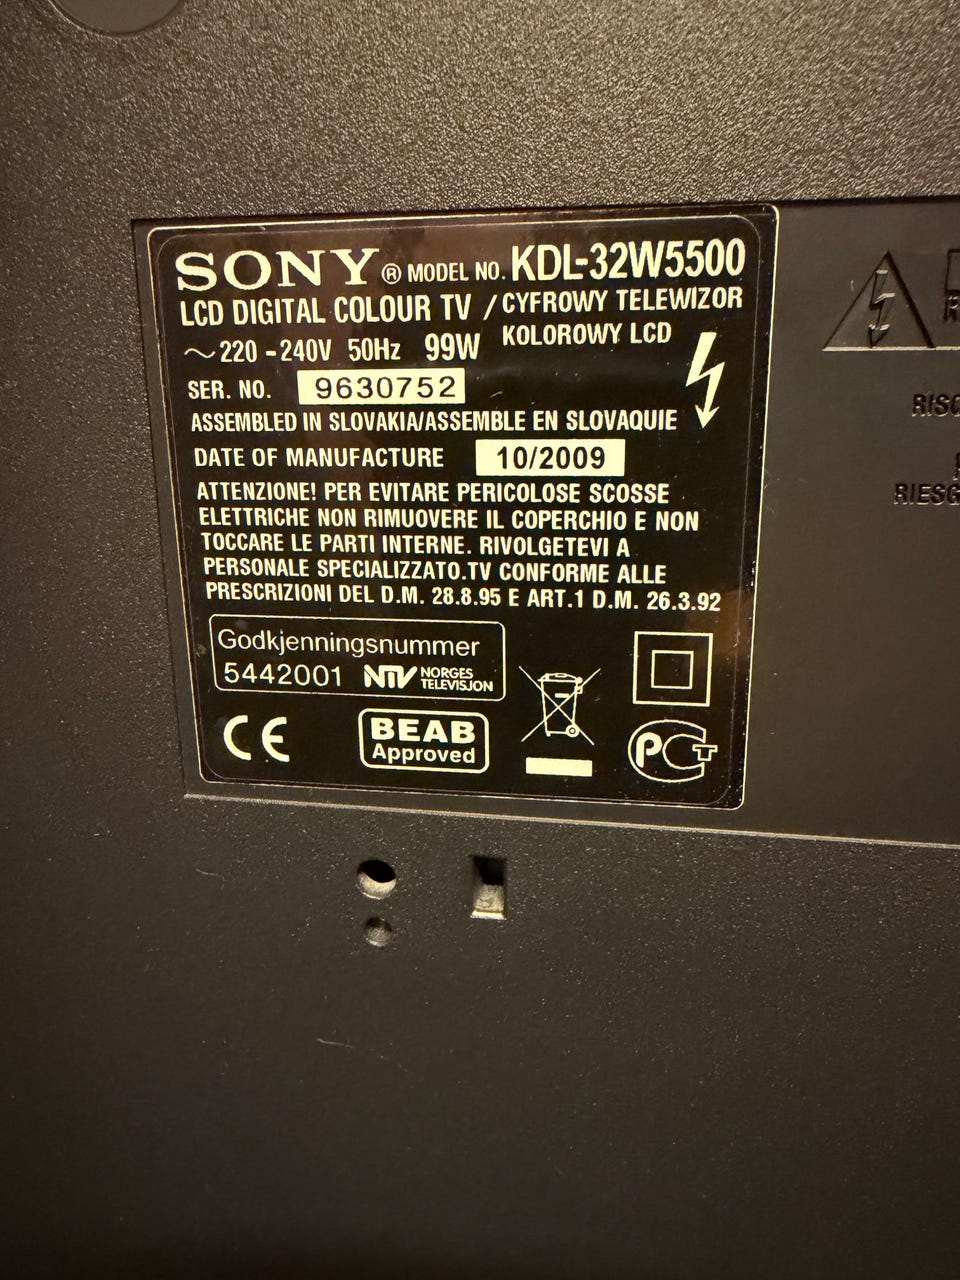 SONY ® MODEL NO. KDL-32W5500
LCD DIGITAL COLOUR TV / CYFROWY TELEWIZOR
KOLOROWY LCD
~ 220 - 240V 50Hz 99W
SER. NO. 9630752
ASSEMBLED IN SLOVAKIA/ASSEMBLE EN SLOVAQUIE
DATE OF MANUFACTURE 10/2009
ATTENZIONE! PER EVITARE PERICOLOSE SCOSSE
ELETTRICHE NON RIMUOVERE IL COPERCHIO E NON
TOCCARE LE PARTI INTERNE. RIVOLGETEVI A
PERSONALE SPECIALIZZATO.TV CONFORME ALLE
PRESCRIZIONI DEL D.M. 28.8.95 E ART.1 D.M. 26.3.92
Godkjenningsnummer
5442001 NTV NORGES
TELEVISJON
CE
BEAB
Approved
PCT